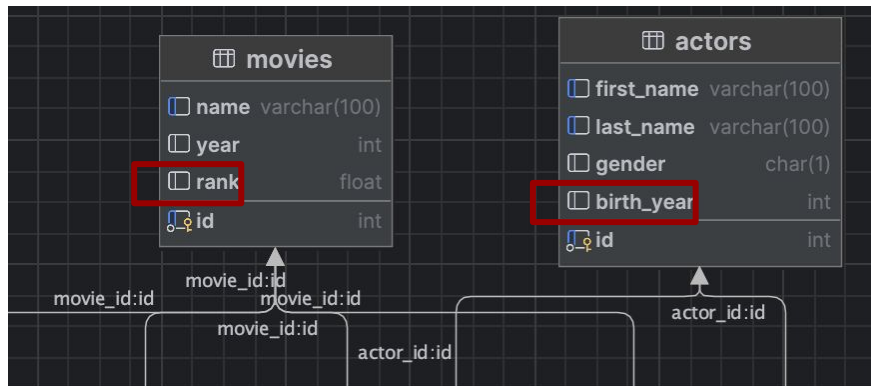 movies
name varchar(100)
year int
rank float
id int
actors
first_name varchar(100)
last_name varchar(100)
gender char(1)
birth_year int
id int
movie_id:id
movie_id:id movie_id:id
movie_id:id
actor_id:id
actor_id:id